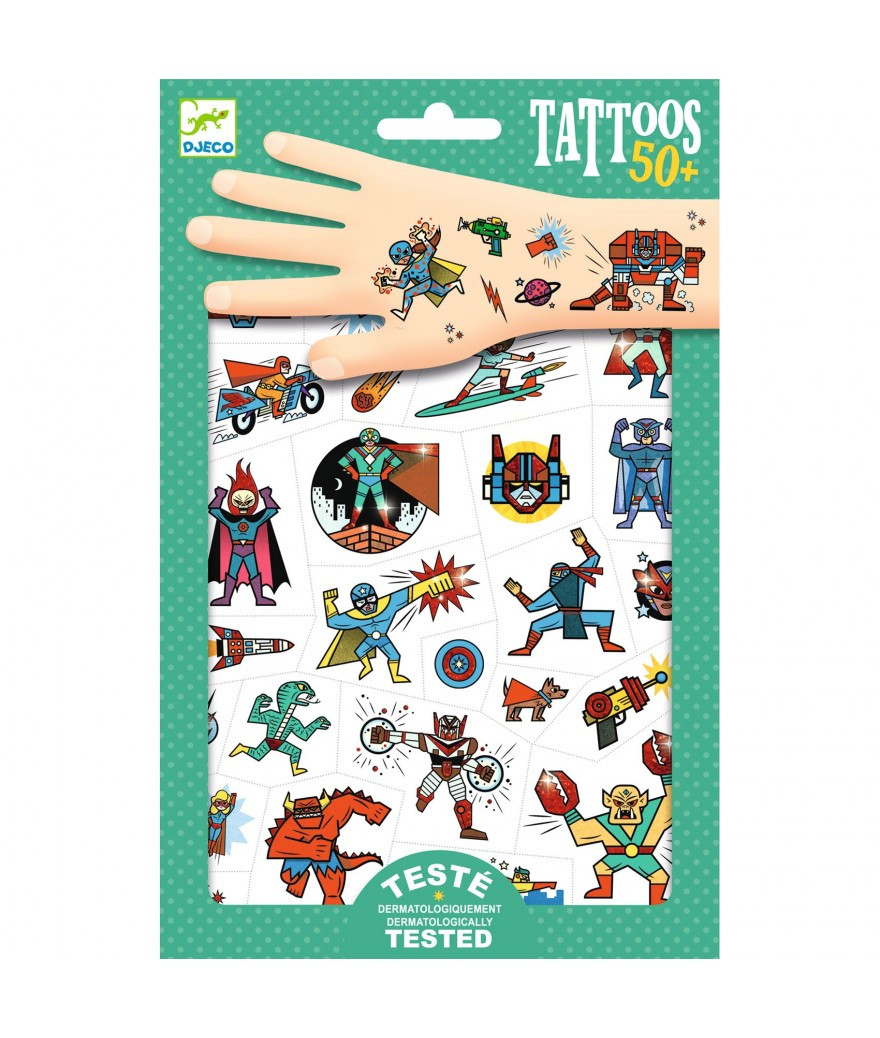 DJECO
TATTOOS
50+
TESTÉ
DERMATOLOGIQUEMENT
DERMATOLOGICALLY
TESTED